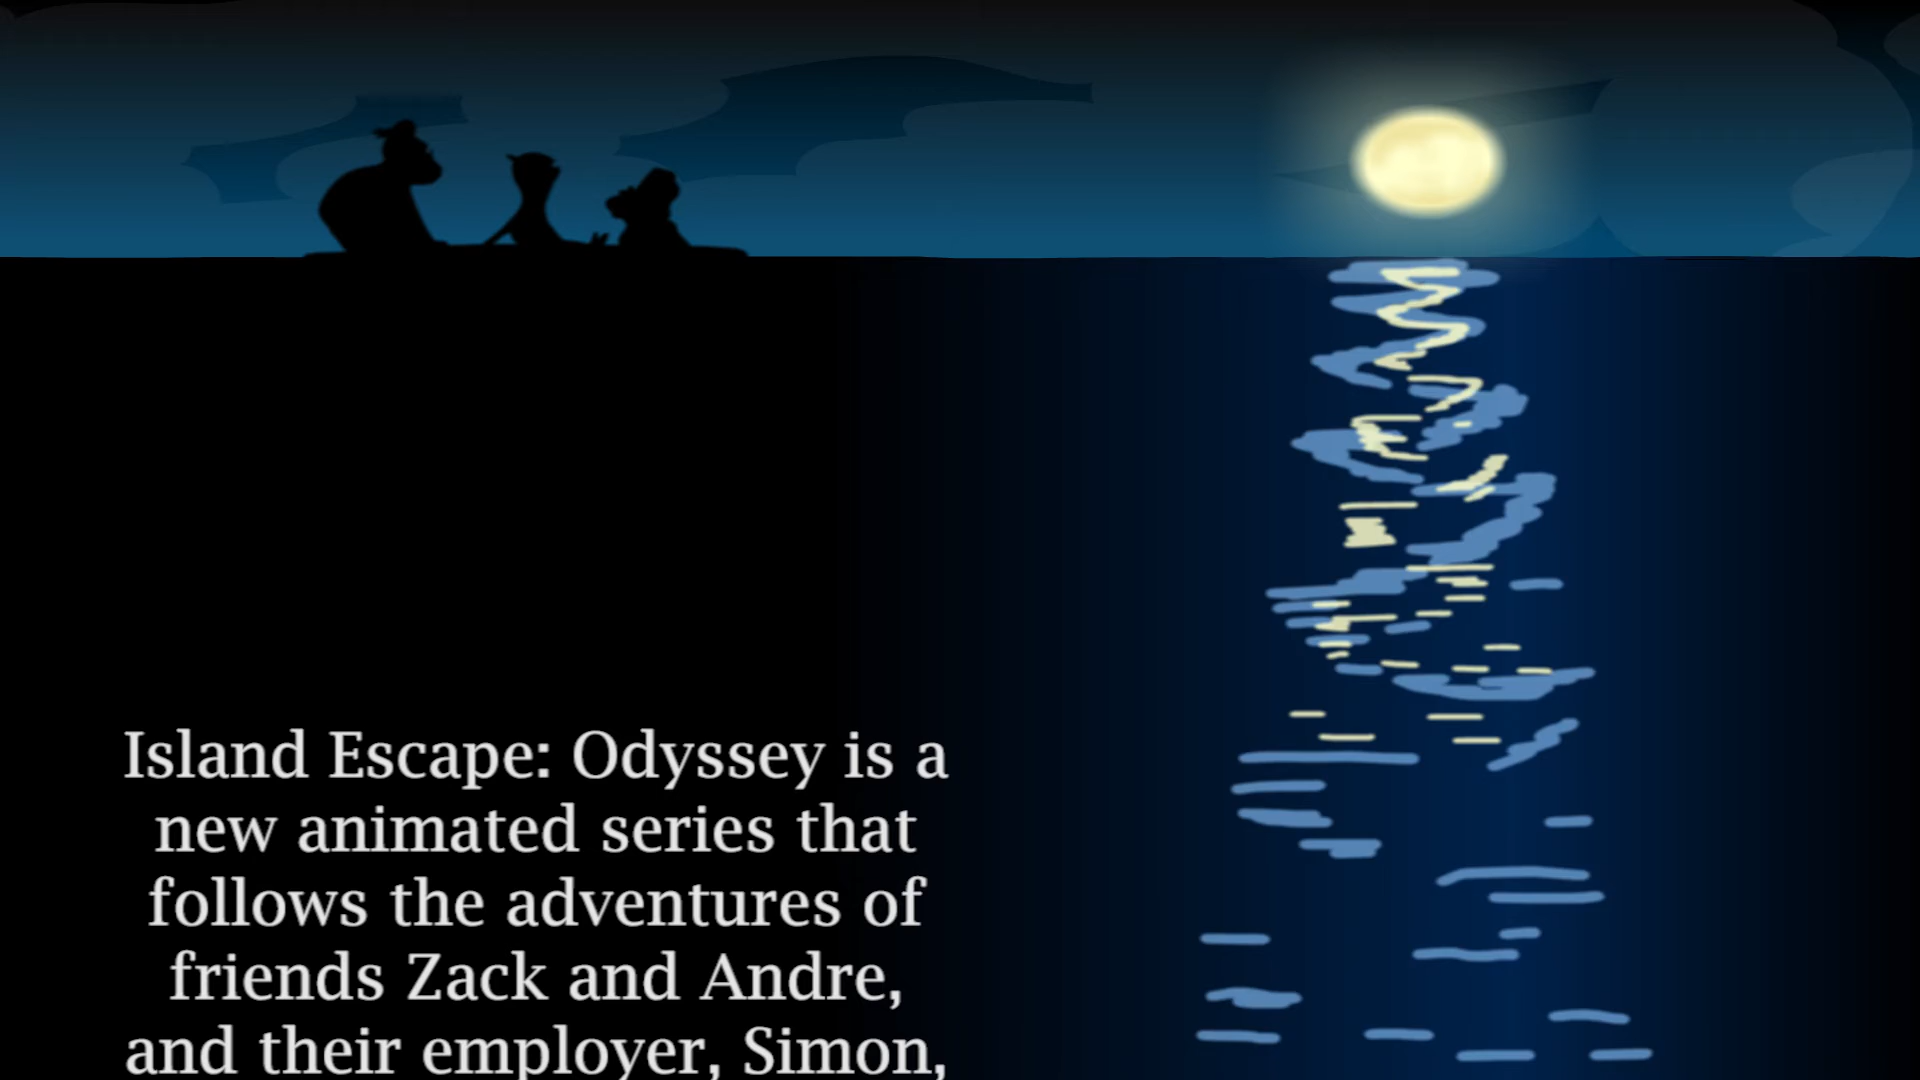 Island Escape: Odyssey is a
new animated series that
follows the adventures of
friends Zack and Andre,
and their employer, Simon,